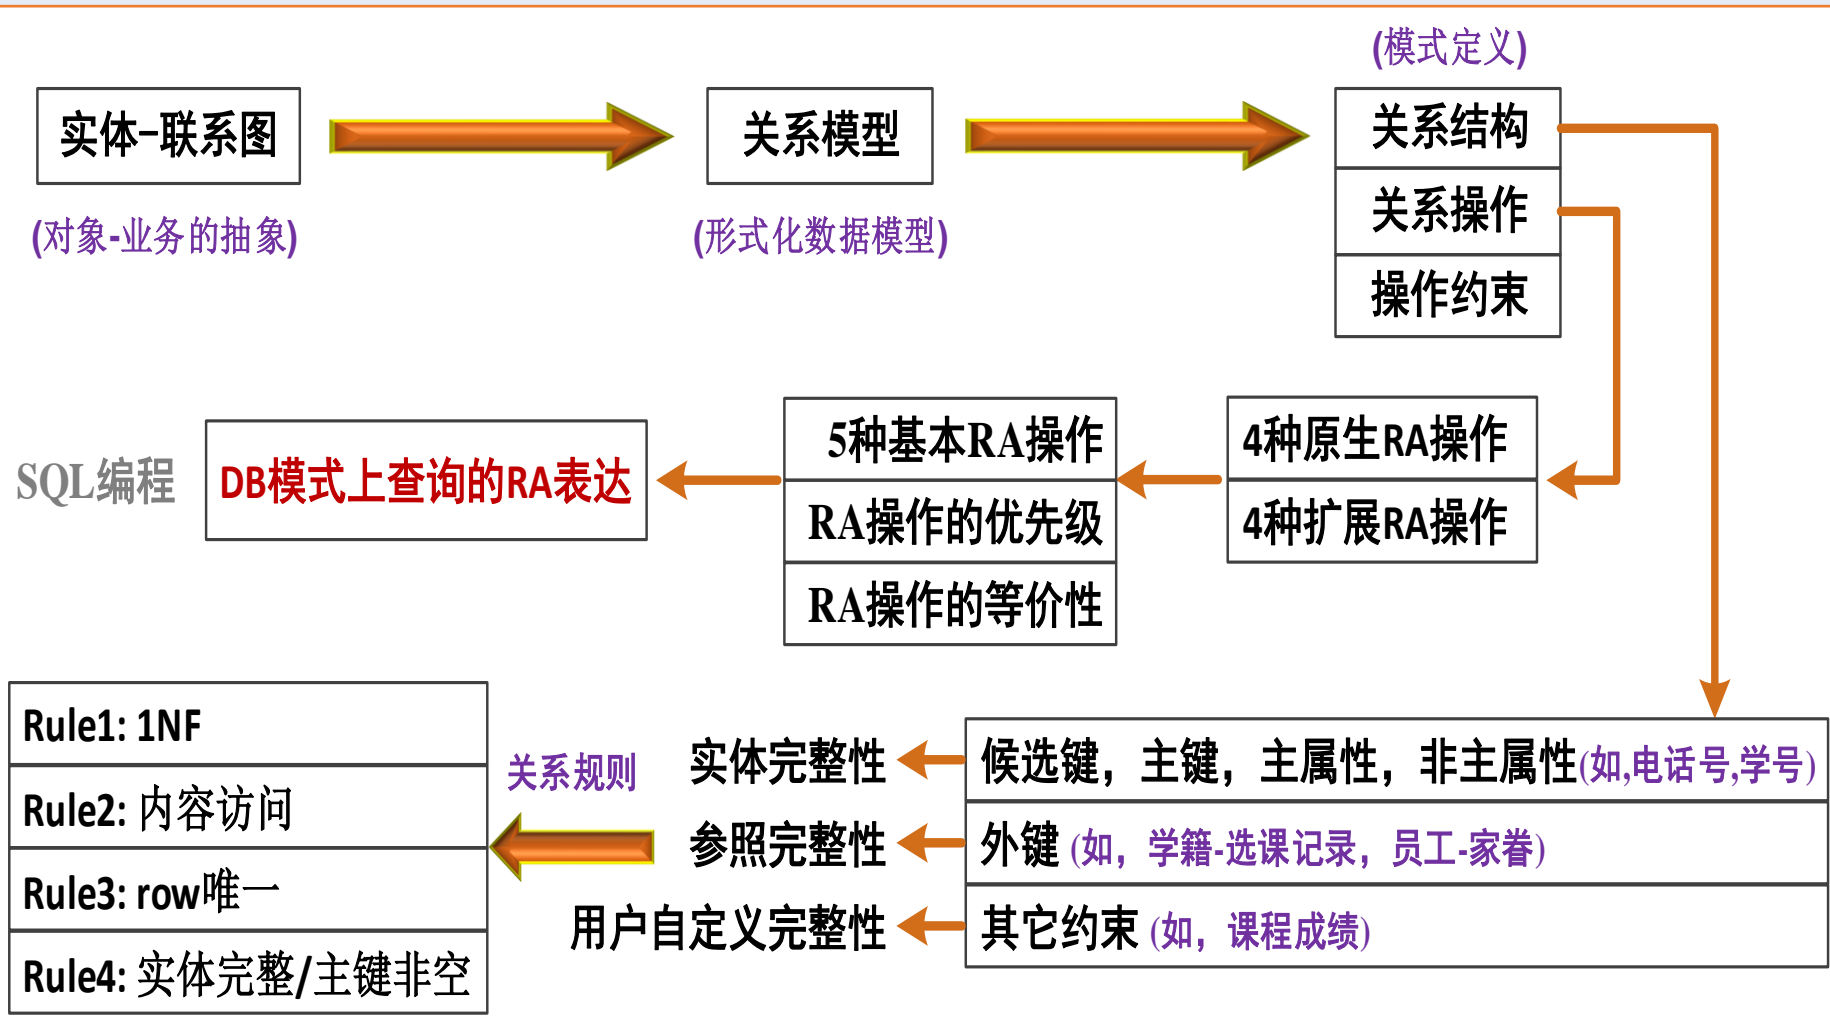 (模式定义)
实体-联系图
关系模型
关系结构
(对象-业务的抽象)
(形式化数据模型)
关系操作
操作约束
SQL编程
DB模式上查询的RA表达
5种基本RA操作
RA操作的优先级
RA操作的等价性
4种原生RA操作
4种扩展RA操作
Rule1: 1NF
Rule2: 内容访问
Rule3: row唯一
Rule4: 实体完整/主键非空
关系规则
实体完整性
参照完整性
用户自定义完整性
候选键，主键，主属性，非主属性(如,电话号,学号)
外键 (如，学籍-选课记录，员工-家眷)
其它约束 (如，课程成绩)